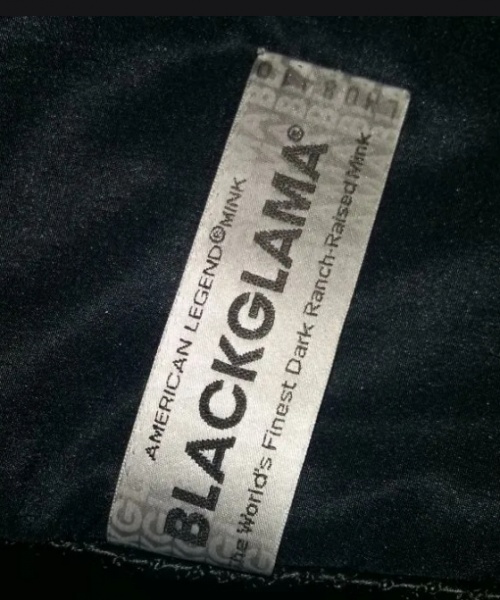 AMERICAN LEGEND®MINK
BLACKGLAMA®
The World's Finest Dark Ranch-Raised Mink